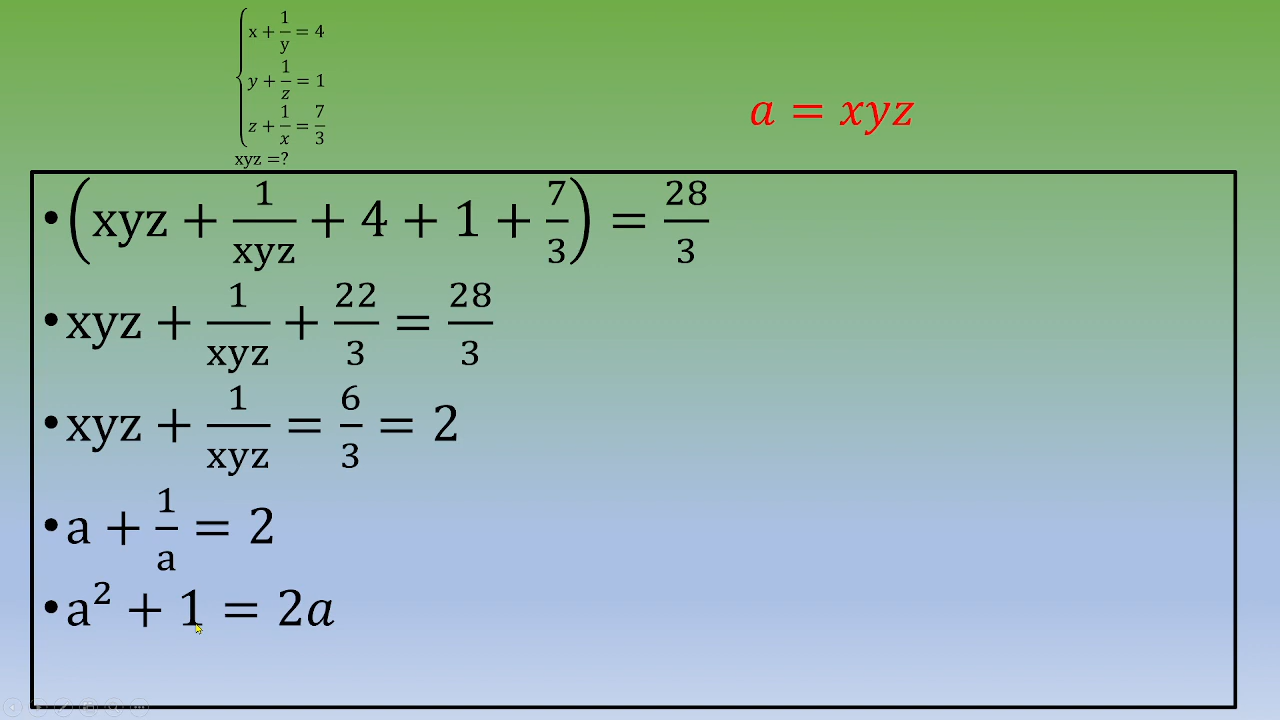 x + 1/y = 4
y + 1/z = 1
z + 1/x = 7/3
xyz =?
a = xyz
• (xyz + 1/xyz + 4 + 1 + 7/3) = 28/3
• xyz + 1/xyz + 22/3 = 28/3
• xyz + 1/xyz = 6/3 = 2
• a + 1/a = 2
• a² + 1 = 2a